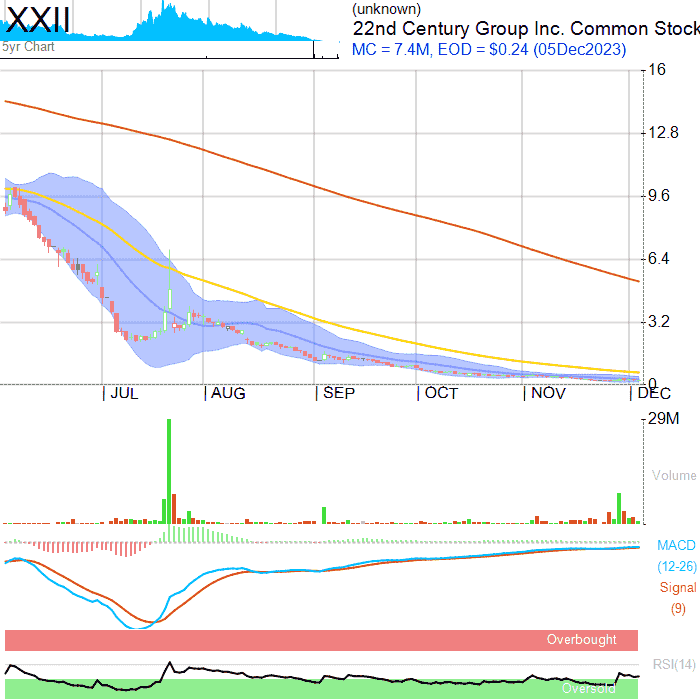 XXII
5yr Chart
(unknown)
22nd Century Group Inc. Common Stock
MC = 7.4M, EOD = $0.24 (05Dec2023)
16
12.8
9.6
6.4
3.2
0
JUL
AUG
SEP
OCT
NOV
DEC
29M
Volume
MACD
(12-26)
Signal
(9)
Overbought
RSI(14)
Oversold